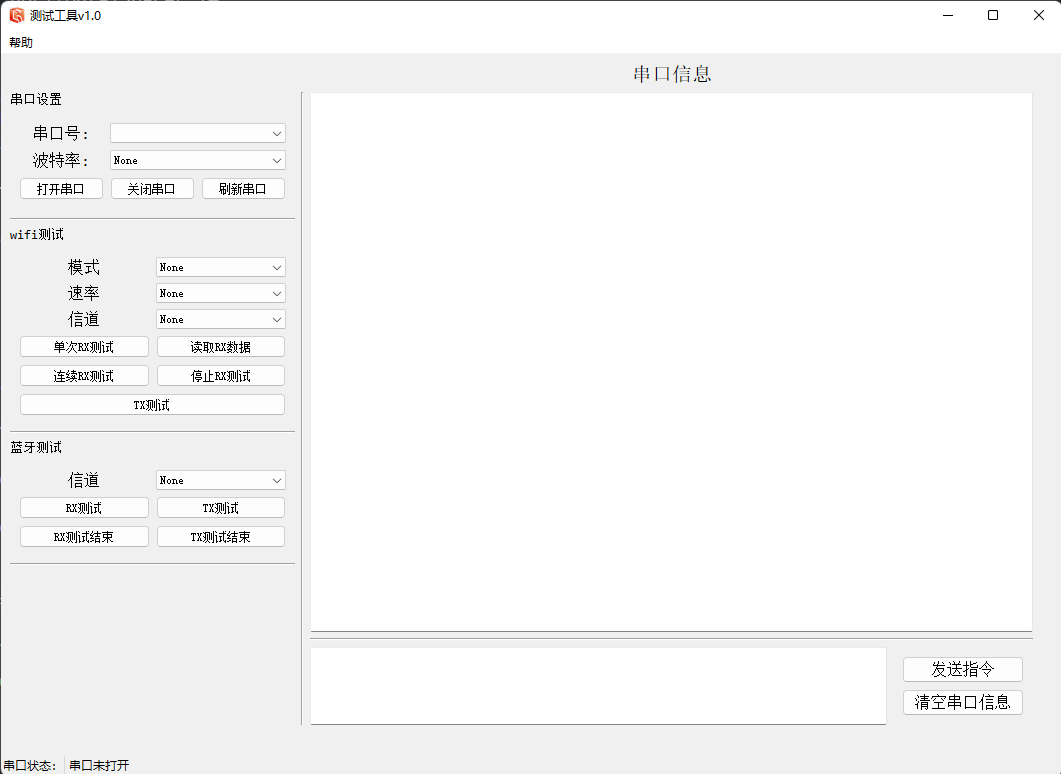 测试工具v1.0
帮助
串口信息
串口设置
串口号:
波特率: None
打开串口 关闭串口 刷新串口
wifi测试
模式 None
速率 None
信道 None
单次RX测试 读取RX数据
连续RX测试 停止RX测试
TX测试
蓝牙测试
信道 None
RX测试 TX测试
RX测试结束 TX测试结束
发送指令
清空串口信息
串口状态: 串口未打开